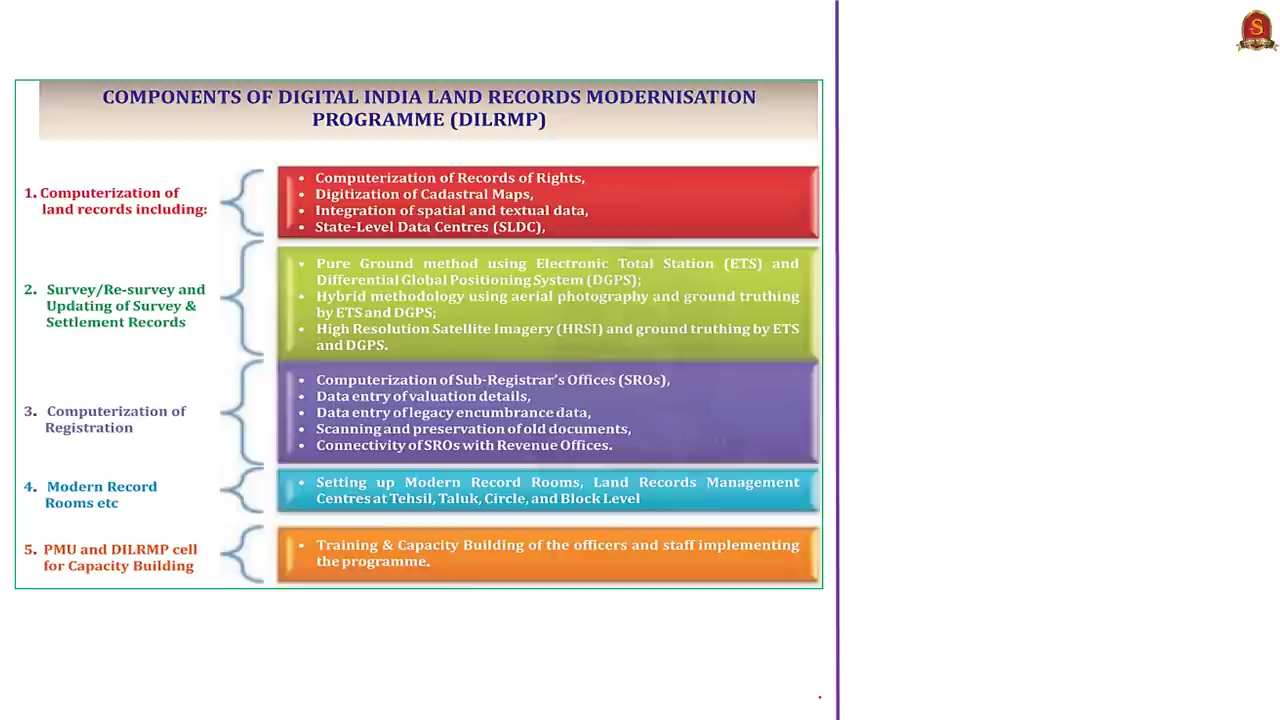 COMPONENTS OF DIGITAL INDIA LAND RECORDS MODERNISATION
PROGRAMME (DILRMP)
1. Computerization of
land records including:
• Computerization of Records of Rights,
• Digitization of Cadastral Maps,
• Integration of spatial and textual data,
• State-Level Data Centres (SLDC),
2. Survey/Re-survey and
Updating of Survey &
Settlement Records
• Pure Ground method using Electronic Total Station (ETS) and
Differential Global Positioning System (DGPS);
• Hybrid methodology using aerial photography and ground truthing
by ETS and DGPS;
• High Resolution Satellite Imagery (HRSI) and ground truthing by ETS
and DGPS.
3. Computerization of
Registration
• Computerization of Sub-Registrar's Offices (SROs),
• Data entry of valuation details,
• Data entry of legacy encumbrance data,
• Scanning and preservation of old documents,
• Connectivity of SROs with Revenue Offices.
4. Modern Record
Rooms etc
• Setting up Modern Record Rooms, Land Records Management
Centres at Tehsil, Taluk, Circle, and Block Level
5. PMU and DILRMP cell
for Capacity Building
• Training & Capacity Building of the officers and staff implementing
the programme.
S